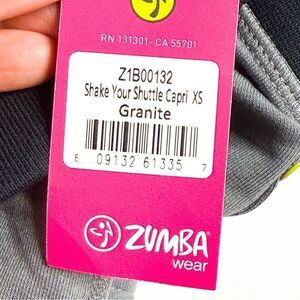 RN 131301- CA 55701
Z1B00132
Shake Your Shuttle Capri XS
Granite
6 09132 61335 7
ZUMBA
wear